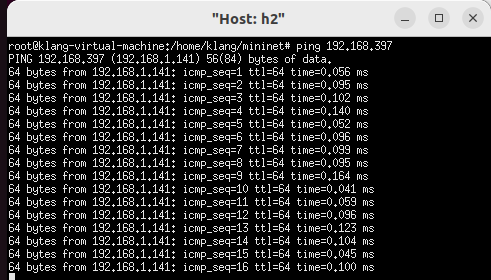 "Host: h2"
root@klang-virtual-machine:/home/klang/mininet# ping 192.168.397
PING 192.168.397 (192.168.1.141) 56(84) bytes of data.
64 bytes from 192.168.1.141: icmp_seq=1 ttl=64 time=0.056 ms
64 bytes from 192.168.1.141: icmp_seq=2 ttl=64 time=0.095 ms
64 bytes from 192.168.1.141: icmp_seq=3 ttl=64 time=0.102 ms
64 bytes from 192.168.1.141: icmp_seq=4 ttl=64 time=0.140 ms
64 bytes from 192.168.1.141: icmp_seq=5 ttl=64 time=0.052 ms
64 bytes from 192.168.1.141: icmp_seq=6 ttl=64 time=0.096 ms
64 bytes from 192.168.1.141: icmp_seq=7 ttl=64 time=0.099 ms
64 bytes from 192.168.1.141: icmp_seq=8 ttl=64 time=0.095 ms
64 bytes from 192.168.1.141: icmp_seq=9 ttl=64 time=0.164 ms
64 bytes from 192.168.1.141: icmp_seq=10 ttl=64 time=0.041 ms
64 bytes from 192.168.1.141: icmp_seq=11 ttl=64 time=0.059 ms
64 bytes from 192.168.1.141: icmp_seq=12 ttl=64 time=0.096 ms
64 bytes from 192.168.1.141: icmp_seq=13 ttl=64 time=0.123 ms
64 bytes from 192.168.1.141: icmp_seq=14 ttl=64 time=0.104 ms
64 bytes from 192.168.1.141: icmp_seq=15 ttl=64 time=0.045 ms
64 bytes from 192.168.1.141: icmp_seq=16 ttl=64 time=0.100 ms